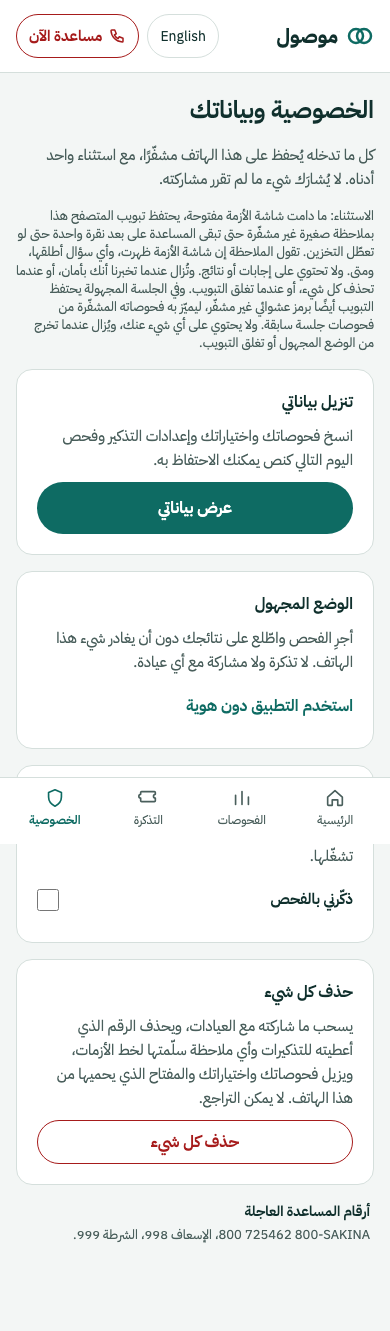 موصول
English
مساعدة الآن
الخصوصية وبياناتك
كل ما تدخله يُحفظ على هذا الهاتف مشفّرًا، مع استثناء واحد
أدناه. لا يُشارَك شيء ما لم تقرر مشاركته.
الاستثناء: ما دامت شاشة الأزمة مفتوحة، يحتفظ تبويب المتصفح هذا
بملاحظة صغيرة غير مشفّرة حتى تبقى المساعدة على بعد نقرة واحدة حتى لو
تعطّل التخزين. تقول الملاحظة إن شاشة الأزمة ظهرت، وأي سؤال أطلقها،
ومتى. ولا تحتوي على إجابات أو نتائج. وتُزال عندما تخبرنا أنك بأمان، أو عندما
تحذف كل شيء، أو عندما تغلق التبويب. وفي الجلسة المجهولة يحتفظ
التبويب أيضًا برمز عشوائي غير مشفّر، ليميّز به فحوصاته المشفّرة من
فحوصات جلسة سابقة. ولا يحتوي على أي شيء عنك، ويُزال عندما تخرج
من الوضع المجهول أو تغلق التبويب.
تنزيل بياناتي
انسخ فحوصاتك واختياراتك وإعدادات التذكير وفحص
اليوم التالي كنص يمكنك الاحتفاظ به.
عرض بياناتي
الوضع المجهول
أجرِ الفحص واطّلع على نتائجك دون أن يغادر شيء هذا
الهاتف. لا تذكرة ولا مشاركة مع أي عيادة.
استخدم التطبيق دون هوية
الرئيسية
الفحوصات
التذكرة
الخصوصية
تشغّلها.
ذكّرني بالفحص
حذف كل شيء
يسحب ما شاركته مع العيادات، ويحذف الرقم الذي
أعطيته للتذكيرات وأي ملاحظة سلّمتها لخط الأزمات،
ويزيل فحوصاتك واختياراتك والمفتاح الذي يحميها من
هذا الهاتف. لا يمكن التراجع.
حذف كل شيء
أرقام المساعدة العاجلة
800-SAKINA 800 725462، الإسعاف 998، الشرطة 999.